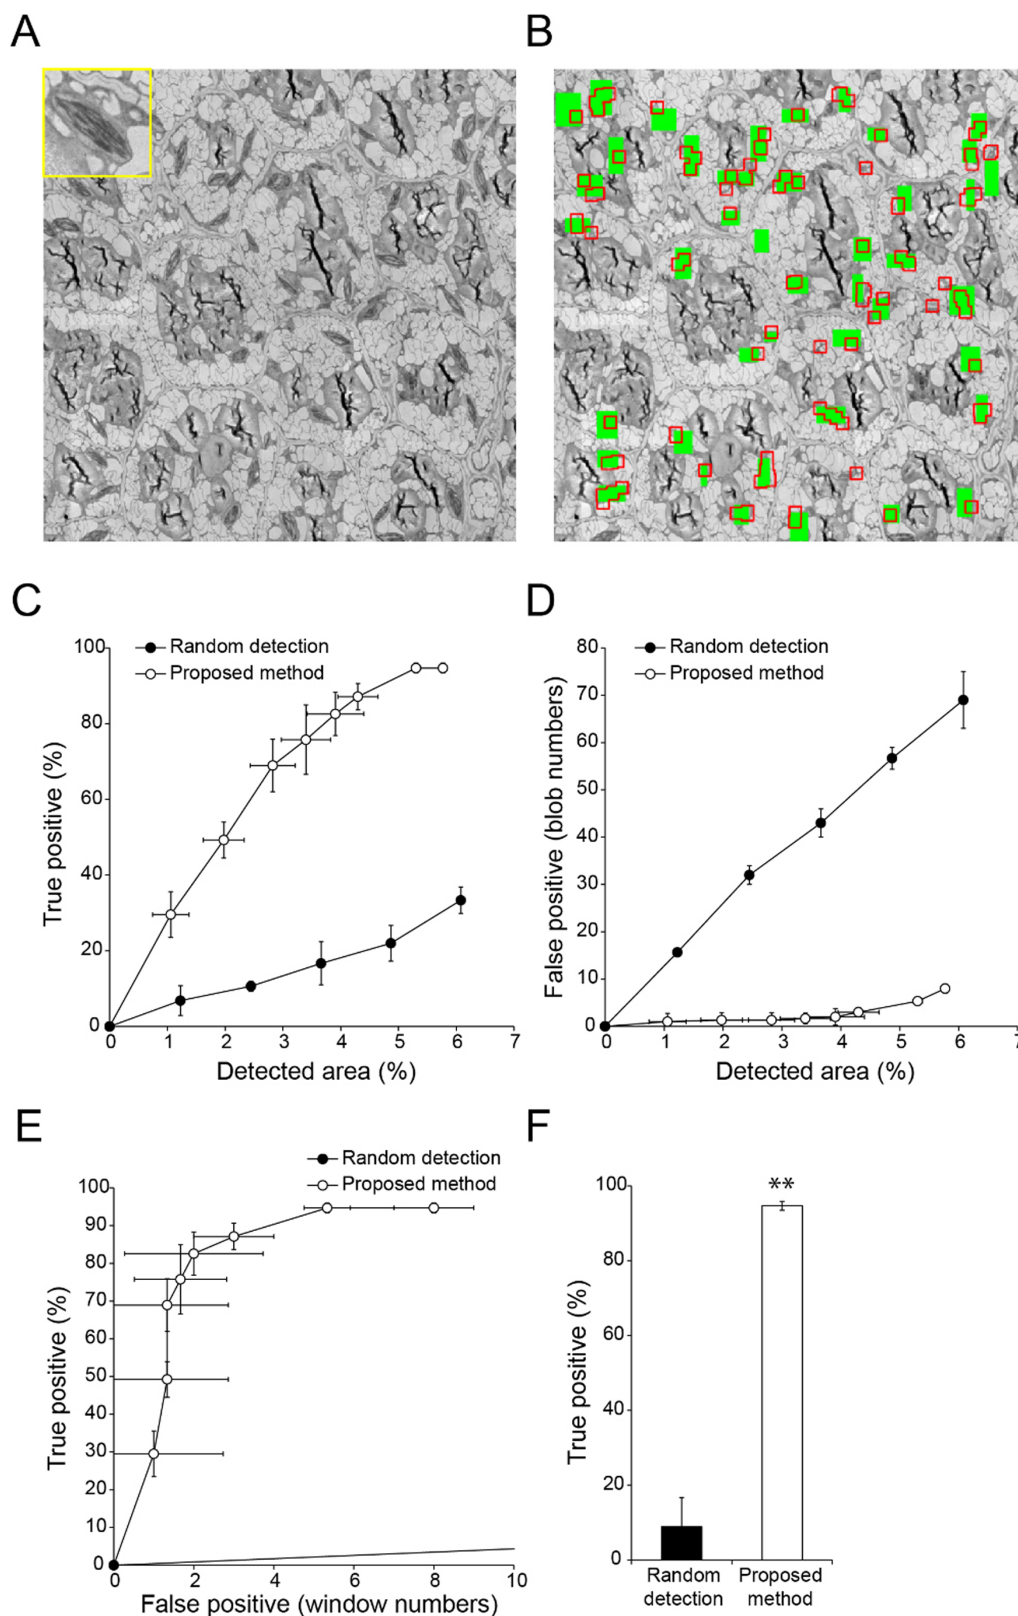 A
B
C
Random detection
Proposed method
100
80
60
40
20
0
True positive (%)
0 1 2 3 4 5 6 7
Detected area (%)
D
Random detection
Proposed method
80
70
60
50
40
30
20
10
0
False positive (blob numbers)
0 1 2 3 4 5 6 7
Detected area (%)
E
Random detection
Proposed method
100
90
80
70
60
50
40
30
20
10
0
True positive (%)
0 2 4 6 8 10
False positive (window numbers)
F
**
100
80
60
40
20
0
True positive (%)
Random detection
Proposed method